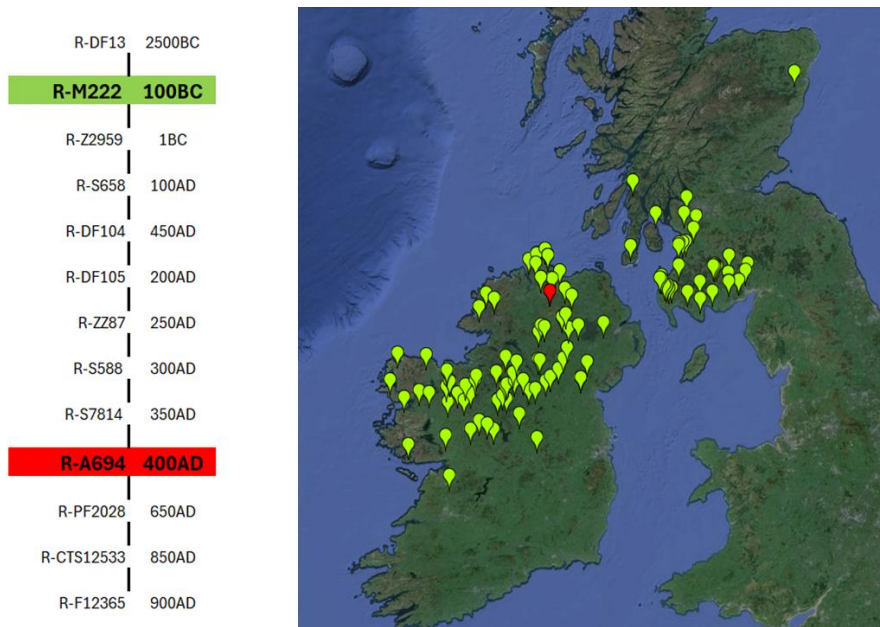 R-DF13 2500BC
R-M222 100BC
R-Z2959 1BC
R-S658 100AD
R-DF104 450AD
R-DF105 200AD
R-ZZ87 250AD
R-S588 300AD
R-S7814 350AD
R-A694 400AD
R-PF2028 650AD
R-CTS12533 850AD
R-F12365 900AD